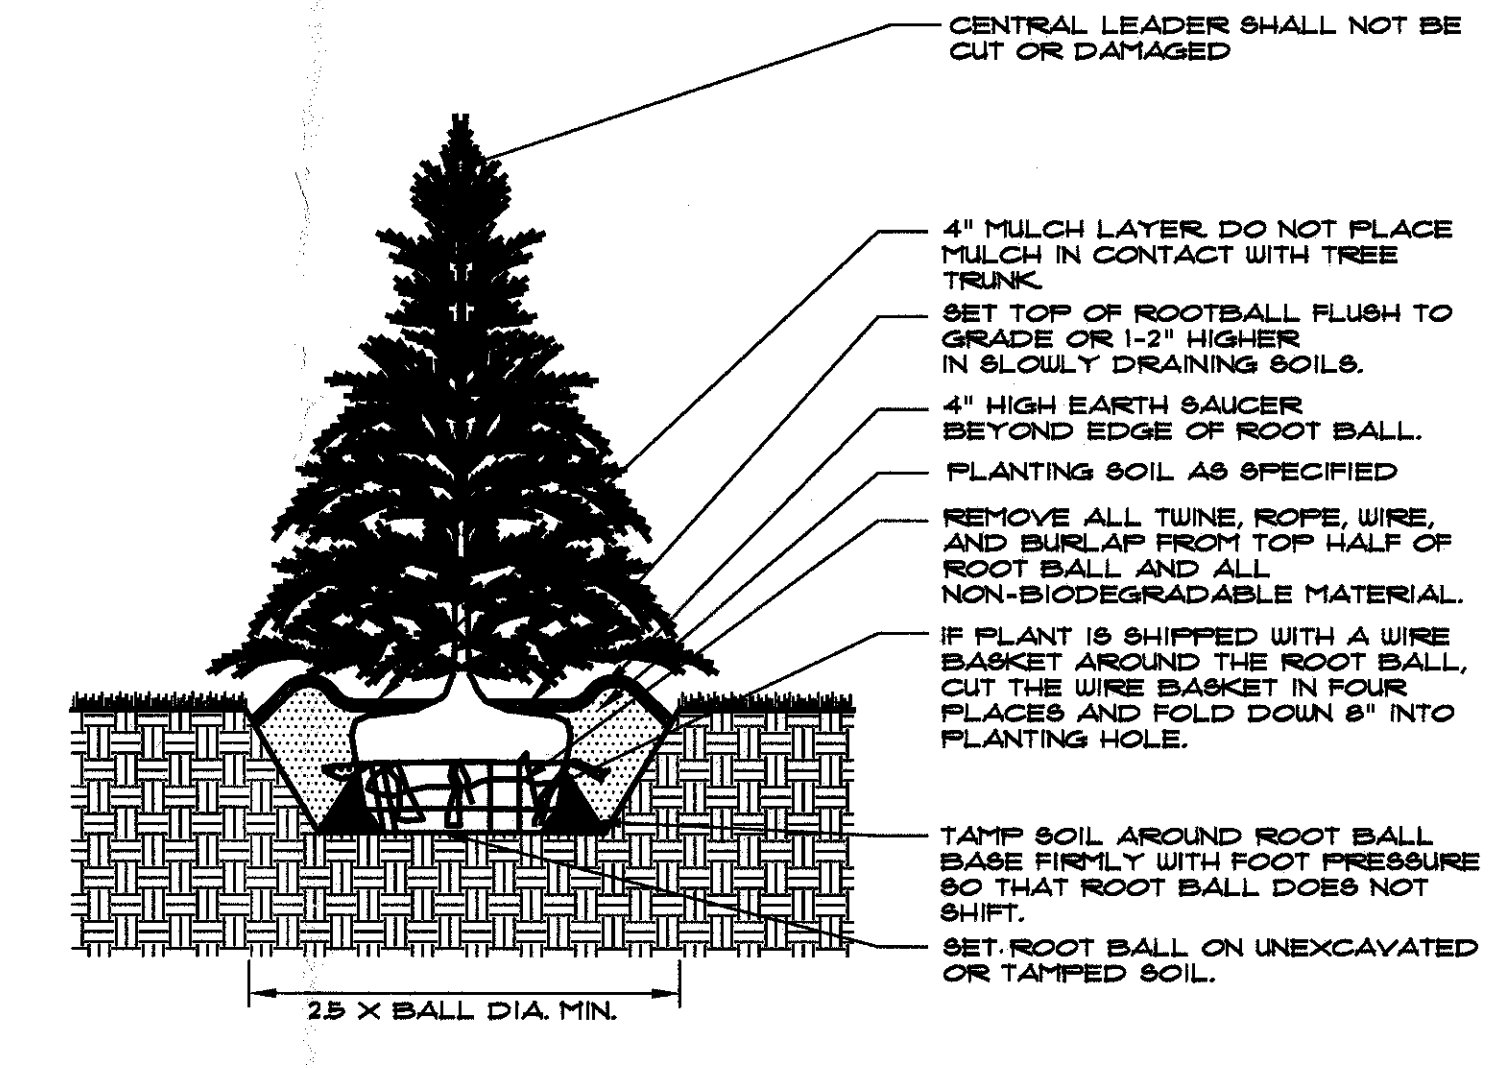 CENTRAL LEADER SHALL NOT BE
CUT OR DAMAGED
4" MULCH LAYER. DO NOT PLACE
MULCH IN CONTACT WITH TREE
TRUNK.
SET TOP OF ROOTBALL FLUSH TO
GRADE OR 1-2" HIGHER
IN SLOWLY DRAINING SOILS.
4" HIGH EARTH SAUCER
BEYOND EDGE OF ROOT BALL.
PLANTING SOIL AS SPECIFIED
REMOVE ALL TWINE, ROPE, WIRE,
AND BURLAP FROM TOP HALF OF
ROOT BALL AND ALL
NON-BIODEGRADABLE MATERIAL.
IF PLANT IS SHIPPED WITH A WIRE
BASKET AROUND THE ROOT BALL,
CUT THE WIRE BASKET IN FOUR
PLACES AND FOLD DOWN 8" INTO
PLANTING HOLE.
TAMP SOIL AROUND ROOT BALL
BASE FIRMLY WITH FOOT PRESSURE
SO THAT ROOT BALL DOES NOT
SHIFT.
SET ROOT BALL ON UNEXCAVATED
OR TAMPED SOIL.
2.5 X BALL DIA. MIN.